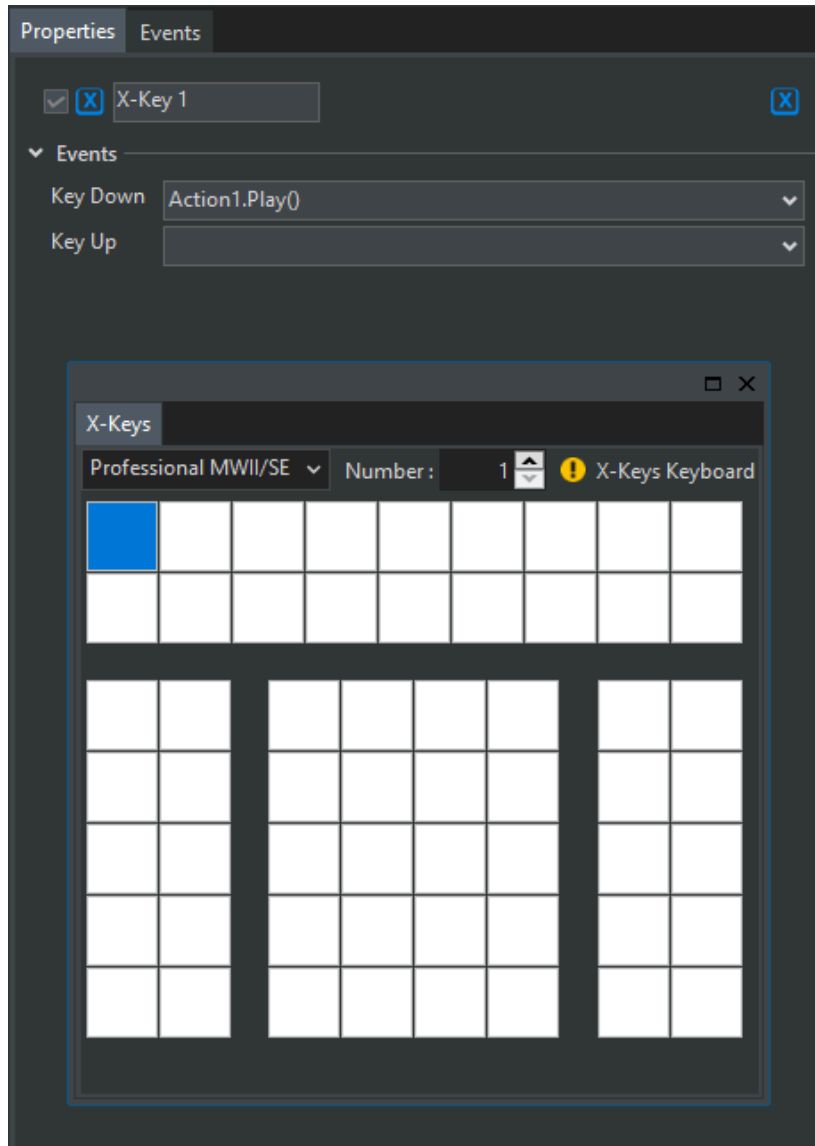 Properties Events
X X-Key 1 X
Events
Key Down Action1.Play()
Key Up
X-Keys
Professional MWII/SE Number: 1 X-Keys Keyboard